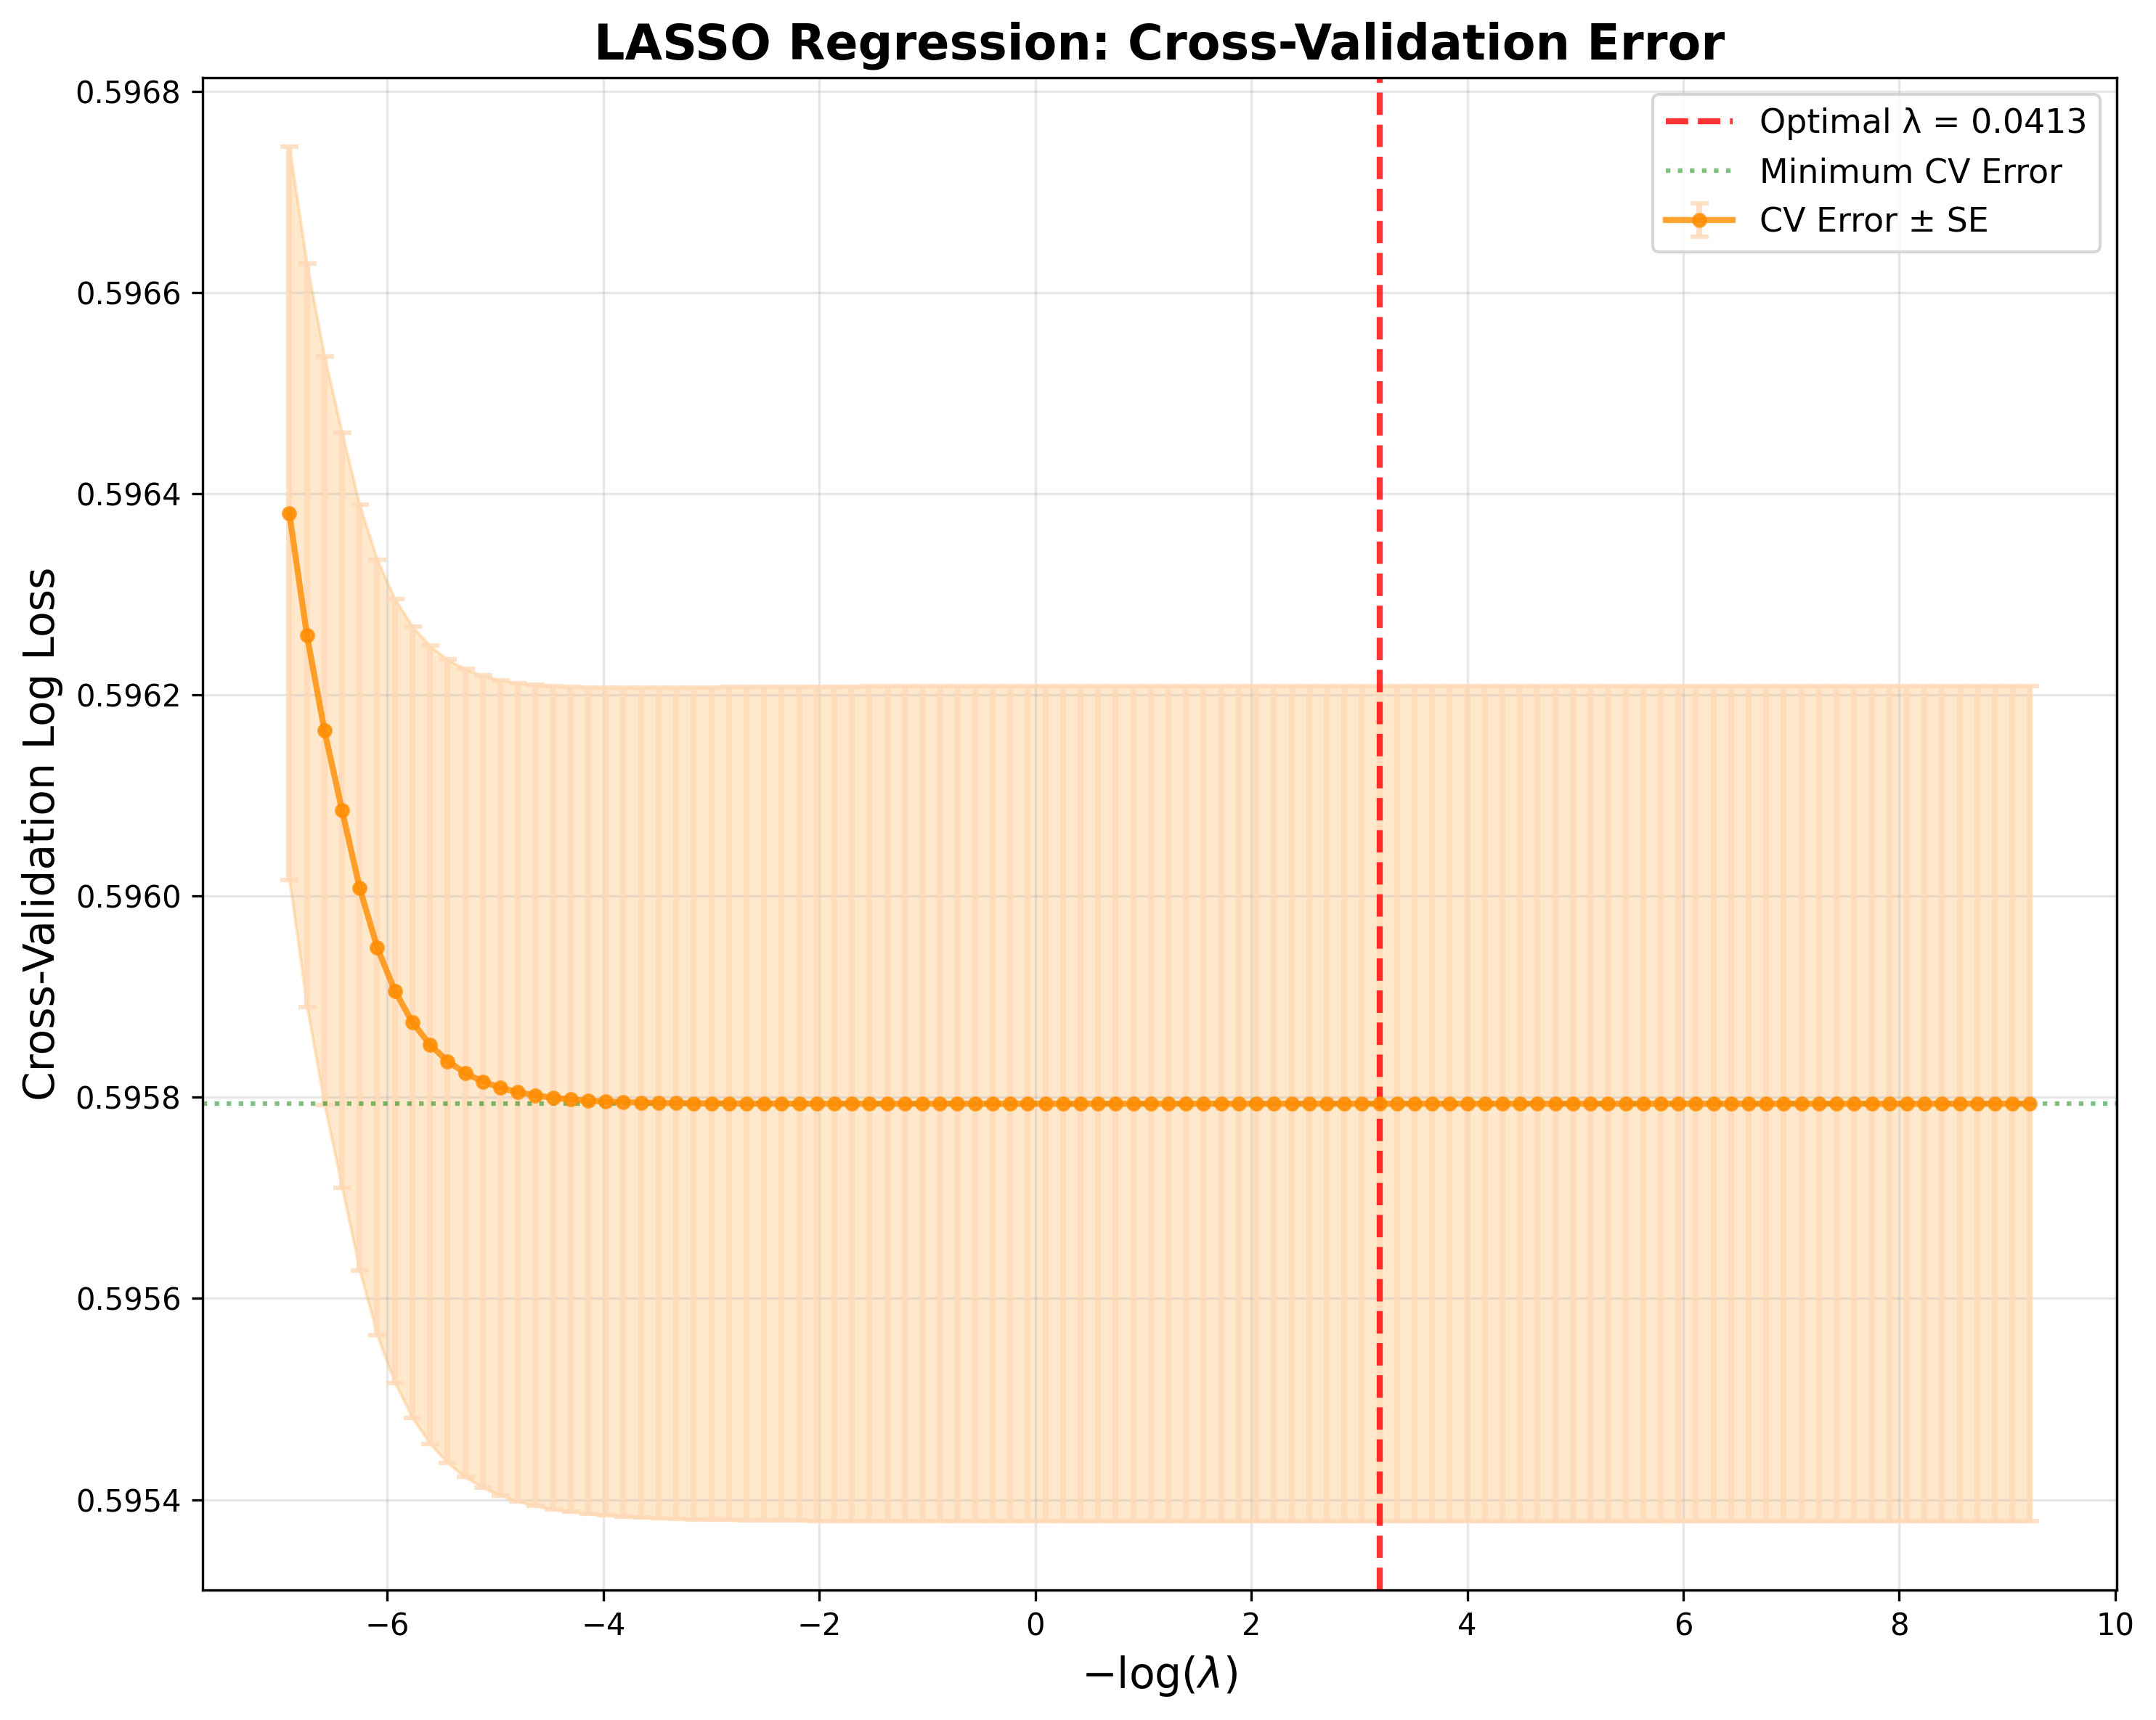 LASSO Regression: Cross-Validation Error
Optimal λ = 0.0413
Minimum CV Error
CV Error ± SE
Cross-Validation Log Loss
0.5968
0.5966
0.5964
0.5962
0.5960
0.5958
0.5956
0.5954
−6
−4
−2
0
2
4
6
8
10
−log(λ)